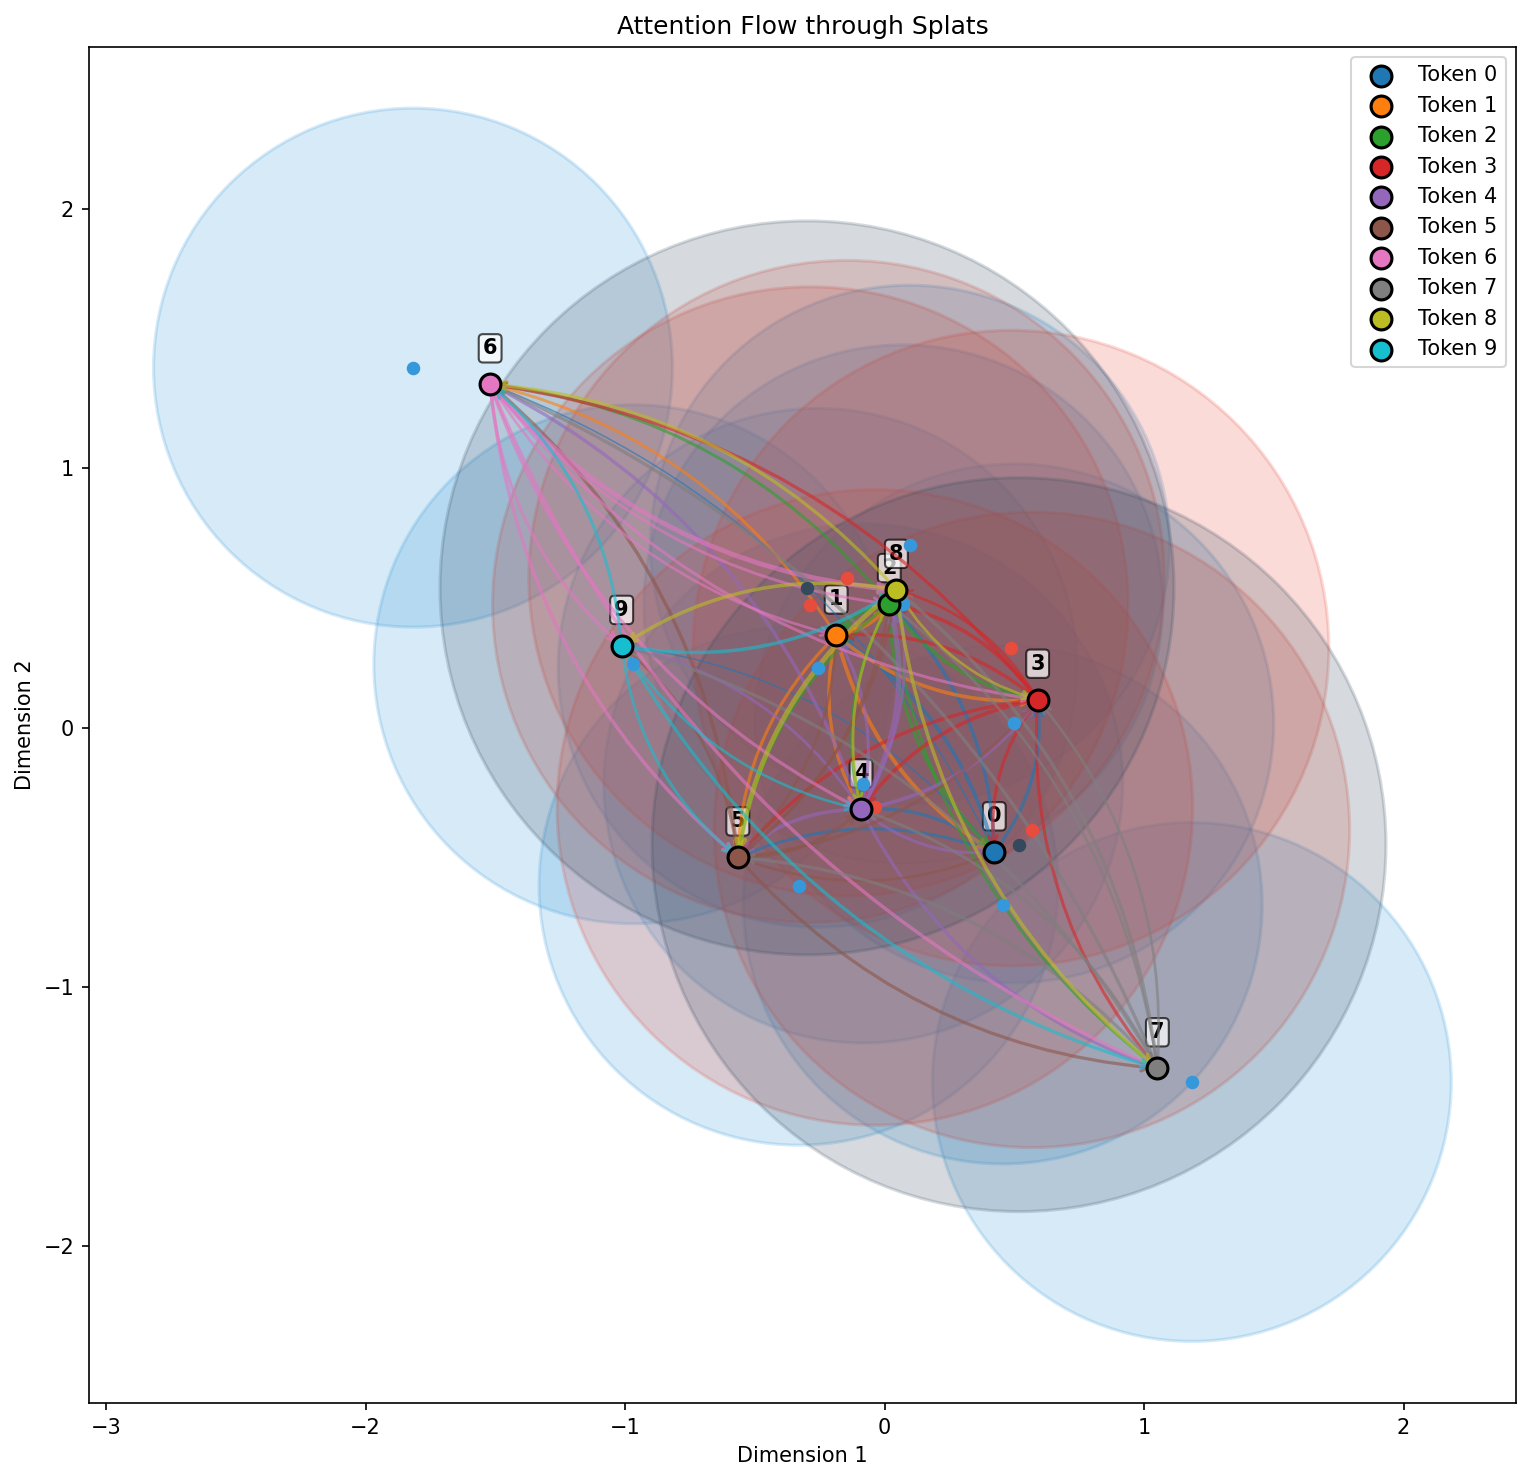 Attention Flow through Splats
Token 0
Token 1
Token 2
Token 3
Token 4
Token 5
Token 6
Token 7
Token 8
Token 9
2
1
0
−1
−2
Dimension 2
6
8
2
1
9
3
4
5
0
7
−3
−2
−1
0
1
2
Dimension 1